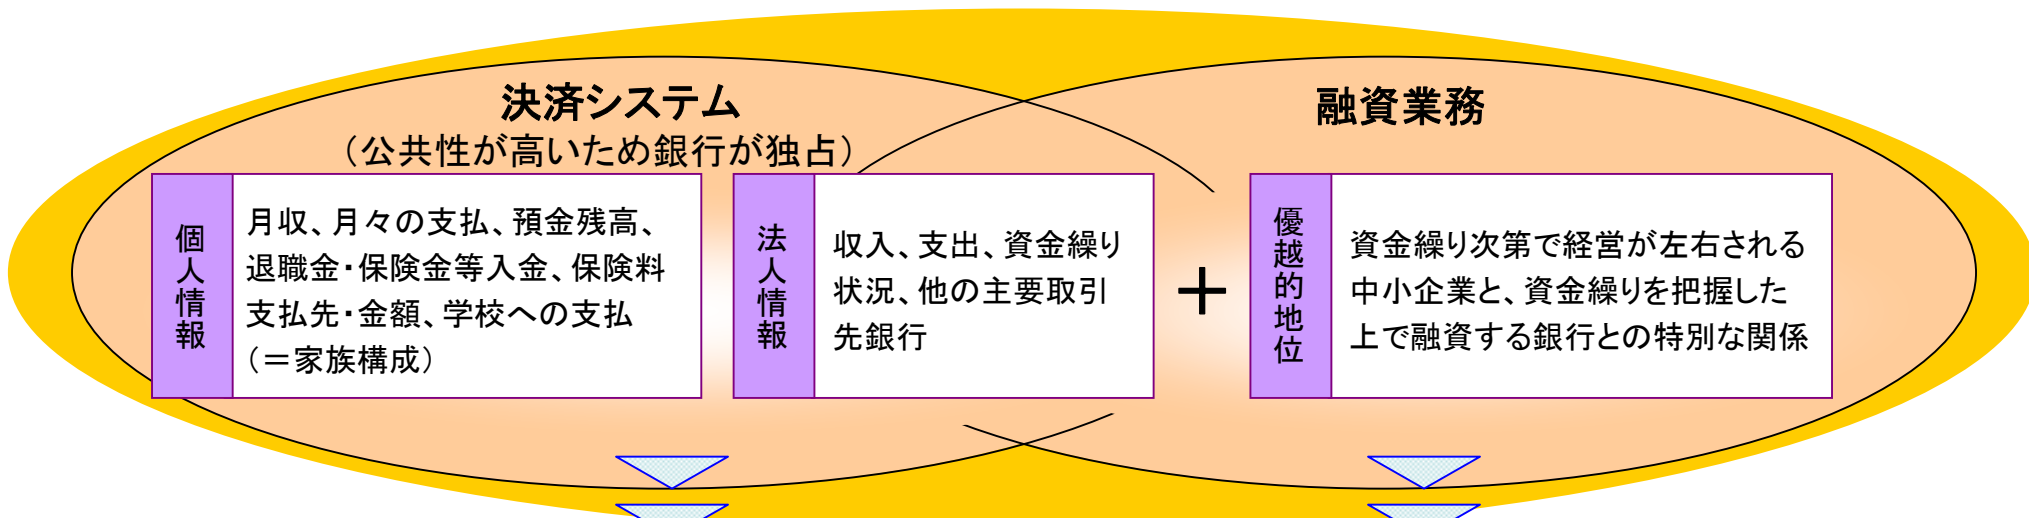 決済システム
（公共性が高いため銀行が独占）
融資業務
個人情報
月収、月々の支払、預金残高、
退職金・保険金等入金、保険料
支払先・金額、学校への支払
（＝家族構成）
法人情報
収入、支出、資金繰り
状況、他の主要取引
先銀行
＋
優越的地位
資金繰り次第で経営が左右される
中小企業と、資金繰りを把握した
上で融資する銀行との特別な関係